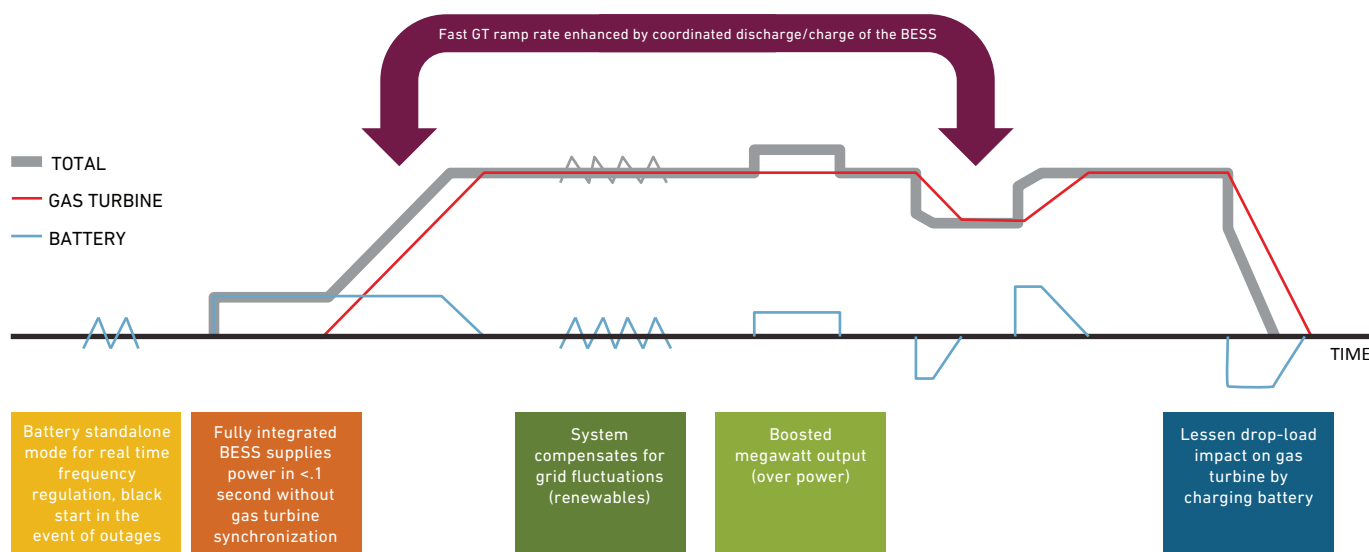 Fast GT ramp rate enhanced by coordinated discharge/charge of the BESS
TOTAL
GAS TURBINE
BATTERY
TIME
Battery standalone
mode for real time
frequency
regulation, black
start in the
event of outages
Fully integrated
BESS supplies
power in <.1
second without
gas turbine
synchronization
System
compensates for
grid fluctuations
(renewables)
Boosted
megawatt output
(over power)
Lessen drop-load
impact on gas
turbine by
charging battery